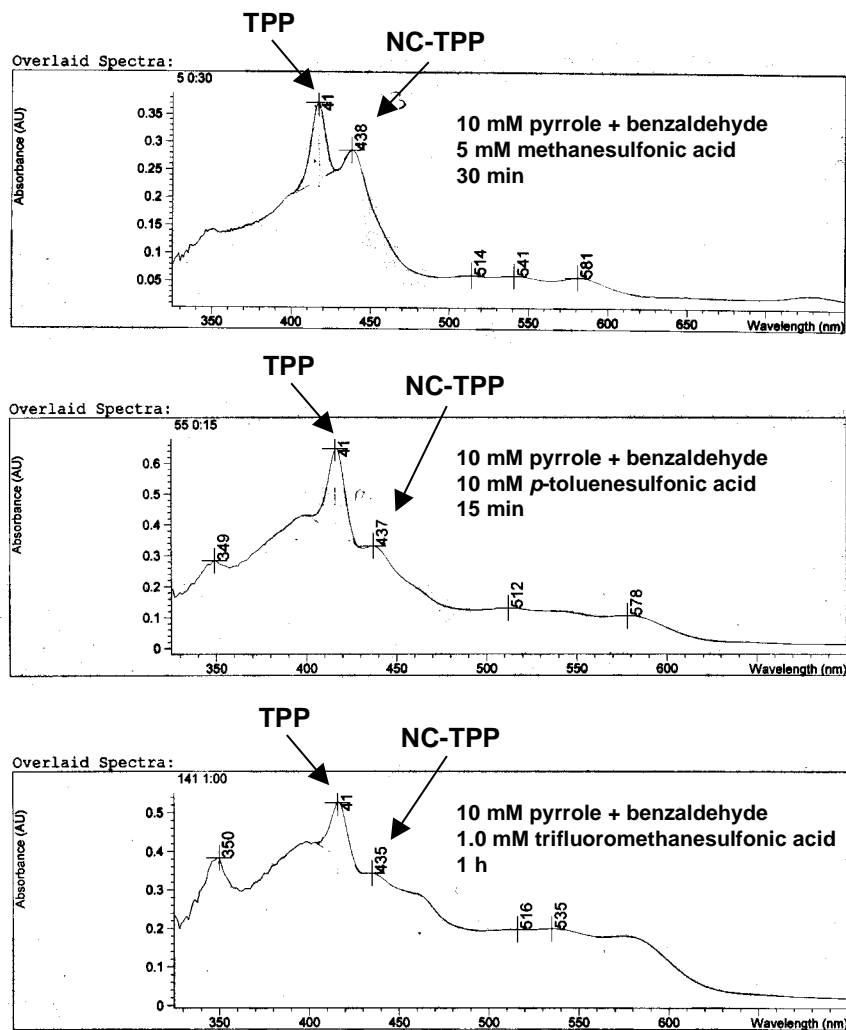 TPP
NC-TPP
Overlaid Spectra:
5 0:30
Absorbance (AU)
0.35
0.3
0.25
0.2
0.15
0.1
0.05
41
438
514
541
581
10 mM pyrrole + benzaldehyde
5 mM methanesulfonic acid
30 min
350
400
450
500
550
600
650
Wavelength (nm)
TPP
NC-TPP
Overlaid Spectra:
55 0:15
Absorbance (AU)
0.6
0.5
0.4
0.3
0.2
0.1
0
349
41
437
512
578
10 mM pyrrole + benzaldehyde
10 mM p-toluenesulfonic acid
15 min
350
400
450
500
550
600
Wavelength (nm)
TPP
NC-TPP
Overlaid Spectra:
141 1:00
Absorbance (AU)
0.5
0.4
0.3
0.2
0.1
0
350
41
435
516
535
10 mM pyrrole + benzaldehyde
1.0 mM trifluoromethanesulfonic acid
1 h
350
400
450
500
550
600
Wavelength (nm)